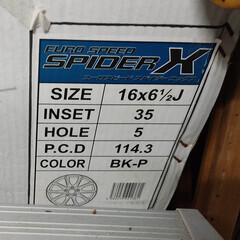 EURO SPEED
SPIDER X
SIZE 16x6½J
INSET 35
HOLE 5
P.C.D 114.3
COLOR BK-P